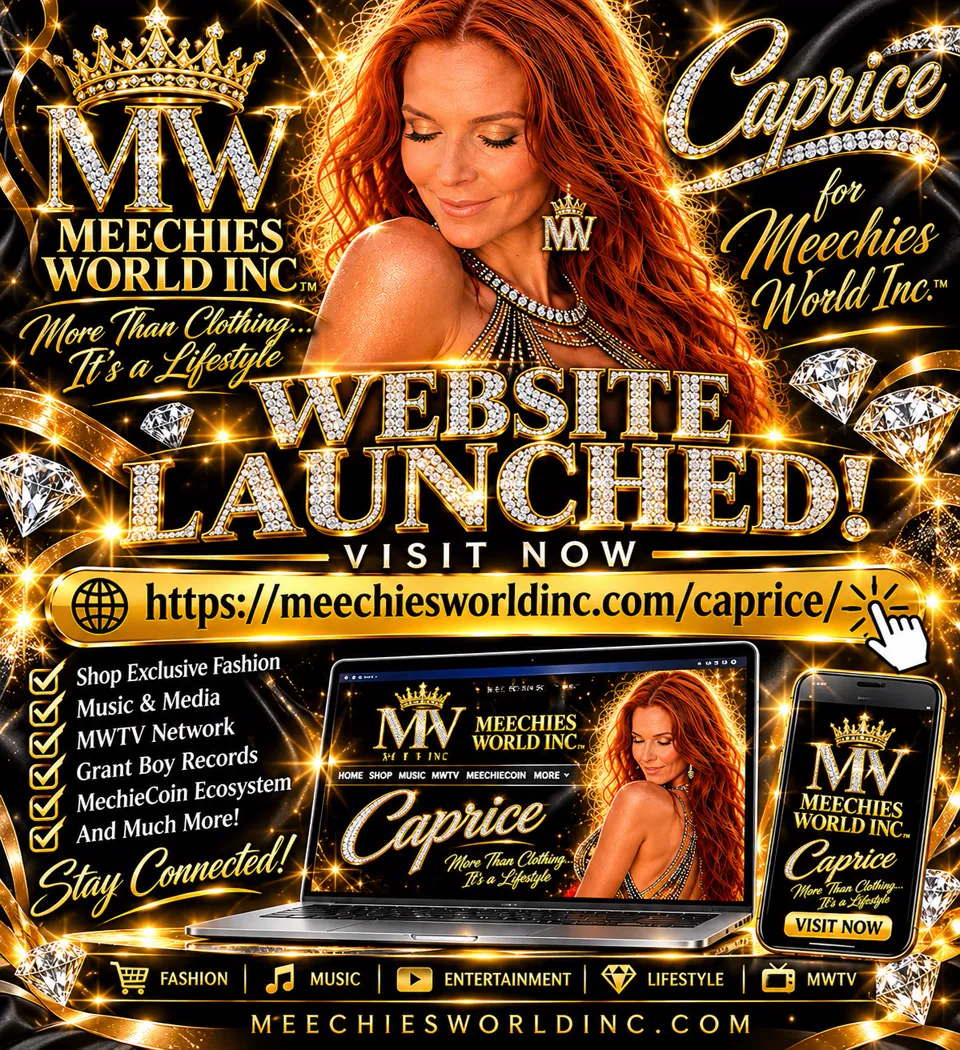 MW
MEECHIES
WORLD INC™
More Than Clothing...
It's a Lifestyle
Caprice
for
Meechies
World Inc.™
MW
WEBSITE
LAUNCHED!
VISIT NOW
https://meechiesworldinc.com/caprice/
Shop Exclusive Fashion
Music & Media
MWTV Network
Grant Boy Records
MechieCoin Ecosystem
And Much More!
Stay Connected!
MW
MEECHIES
WORLD INC™
HOME SHOP MUSIC MWTV MEECHIECOIN MORE
Caprice
More Than Clothing...
It's a Lifestyle
MW
MEECHIES
WORLD INC™
Caprice
More Than Clothing...
It's a Lifestyle
VISIT NOW
FASHION | MUSIC | ENTERTAINMENT | LIFESTYLE | MWTV
MEECHIESWORLDINC.COM